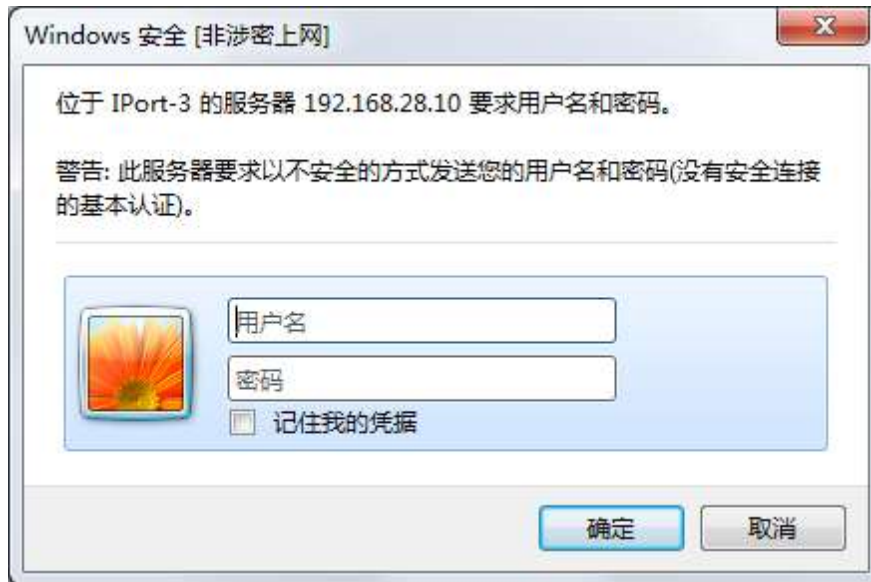 Windows 安全 [非涉密上网]
位于 IPort-3 的服务器 192.168.28.10 要求用户名和密码。
警告: 此服务器要求以不安全的方式发送您的用户名和密码(没有安全连接
的基本认证)。
用户名
密码
记住我的凭据
确定
取消